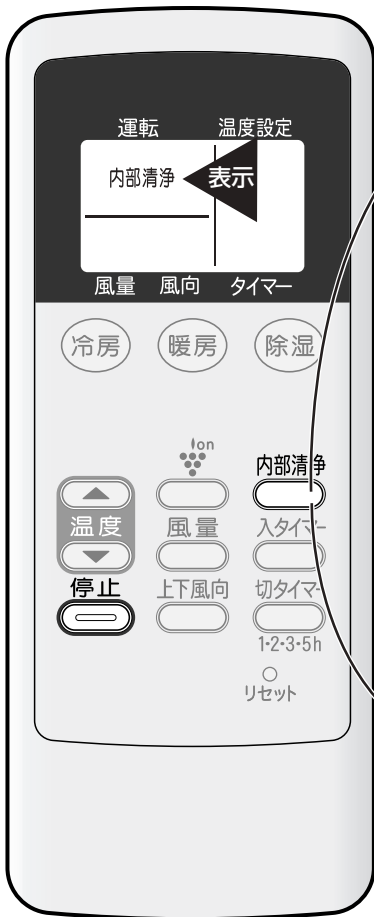 運転 温度設定
内部清浄 表示
風量 風向 タイマー
冷房 暖房 除湿
ion
内部清浄
温度 風量 入タイマー
停止 上下風向 切タイマー
1・2・3・5h
リセット